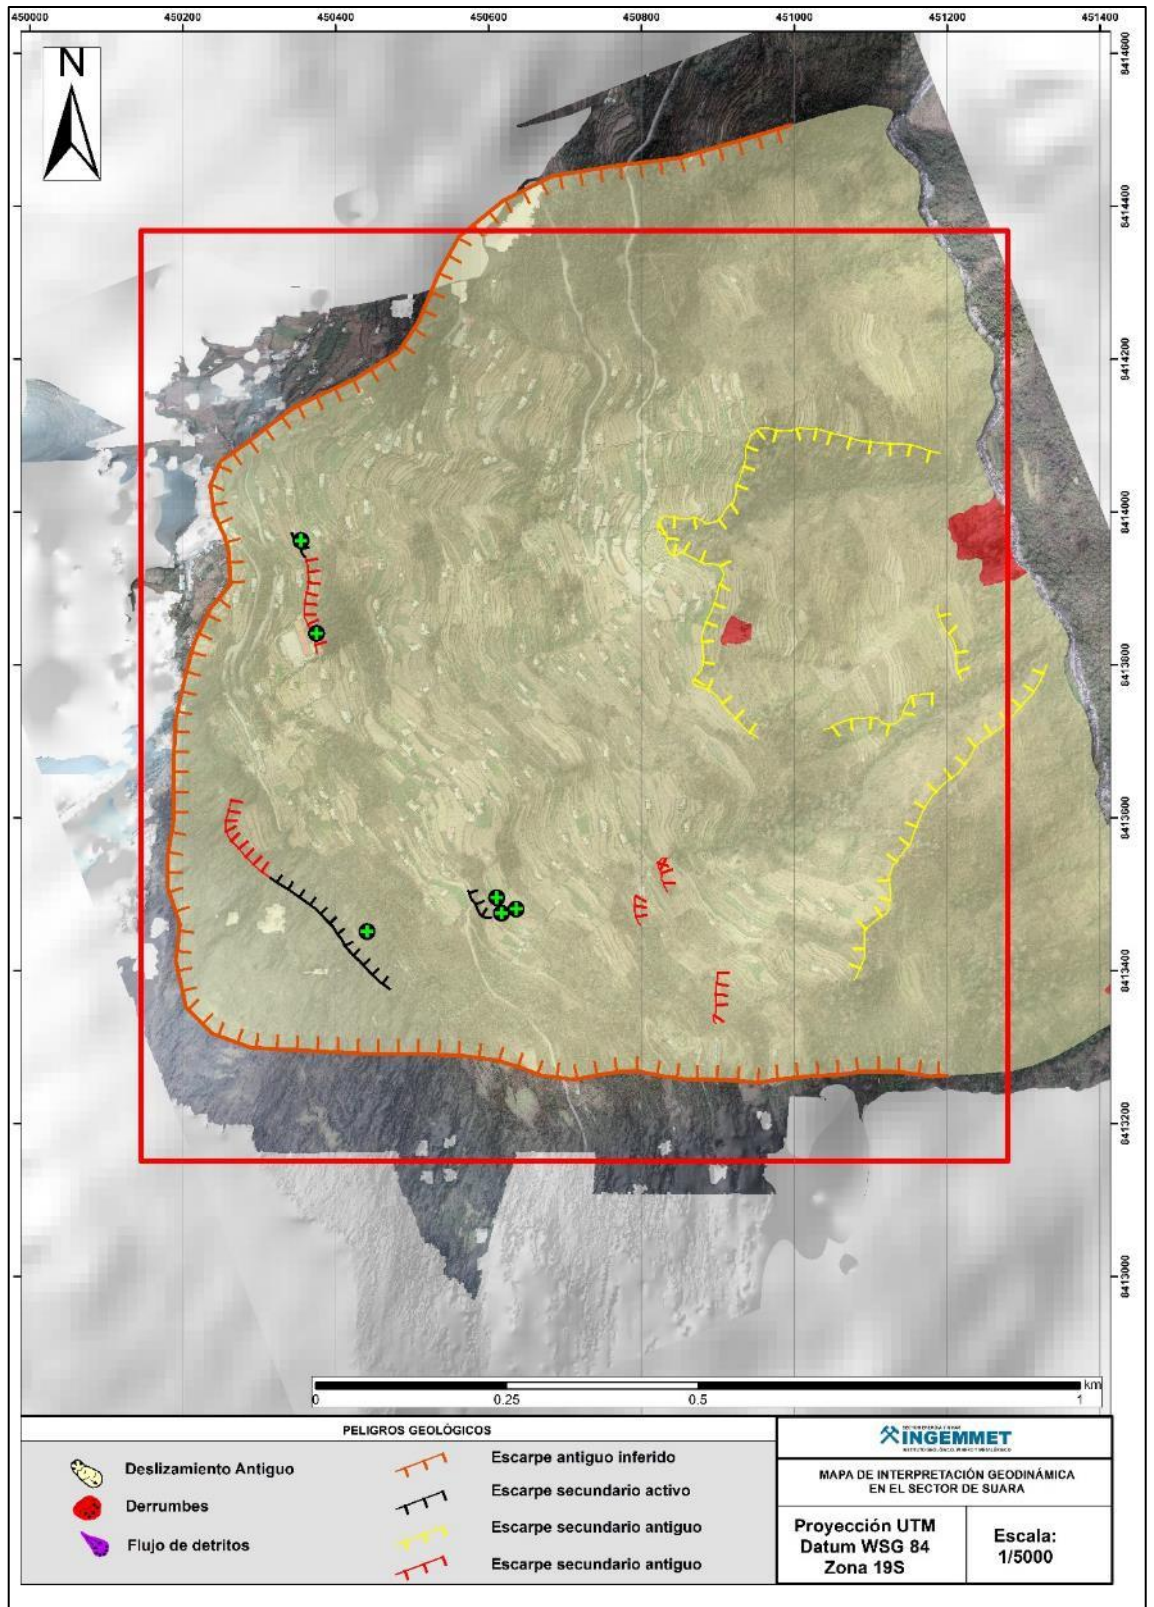 450000 450200 450400 450600 450800 451000 451200 451400
N
8414600
8414400
8414200
8414000
8413800
8413600
8413400
8413200
8413000
km
0 0.25 0.5 1
PELIGROS GEOLÓGICOS
Deslizamiento Antiguo
Derrumbes
Flujo de detritos
Escarpe antiguo inferido
Escarpe secundario activo
Escarpe secundario antiguo
Escarpe secundario antiguo
INGEMMET
MAPA DE INTERPRETACIÓN GEODINÁMICA
EN EL SECTOR DE SUARA
Proyección UTM
Datum WSG 84
Zona 19S
Escala:
1/5000